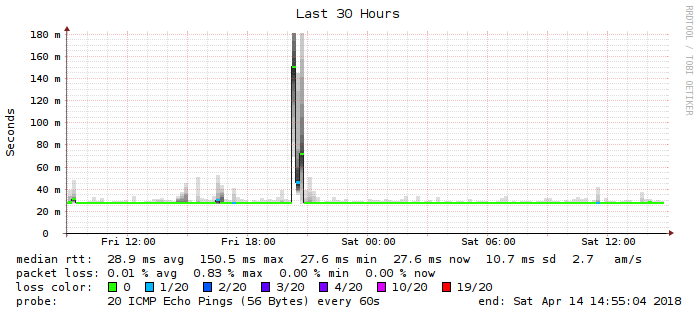 Last 30 Hours
RRDTOOL / TOBI OETIKER
Seconds
180 m
160 m
140 m
120 m
100 m
80 m
60 m
40 m
20 m
0
Fri 12:00 Fri 18:00 Sat 00:00 Sat 06:00 Sat 12:00
median rtt: 28.9 ms avg 150.5 ms max 27.6 ms min 27.6 ms now 10.7 ms sd 2.7 am/s
packet loss: 0.01 % avg 0.83 % max 0.00 % min 0.00 % now
loss color: 0 1/20 2/20 3/20 4/20 10/20 19/20
probe: 20 ICMP Echo Pings (56 Bytes) every 60s end: Sat Apr 14 14:55:04 2018